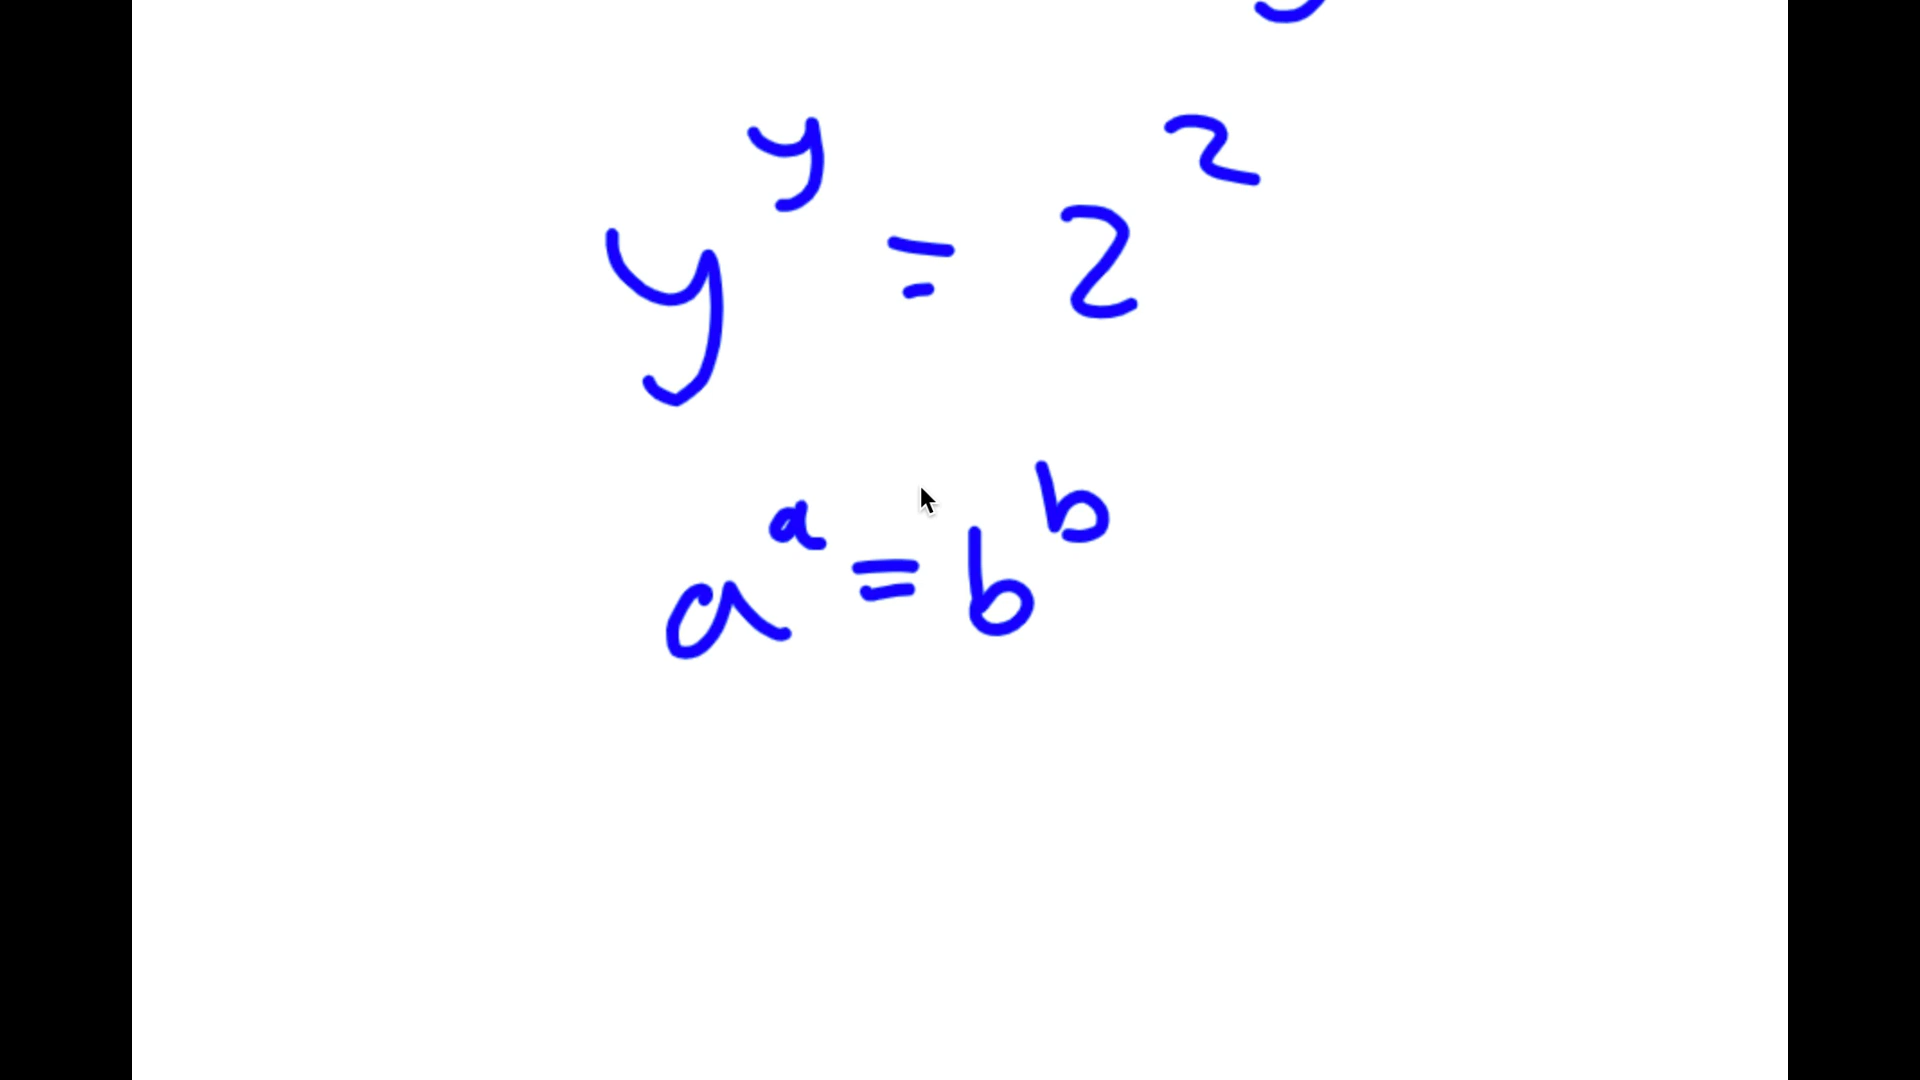 y^y = 2^2
a^a = b^b